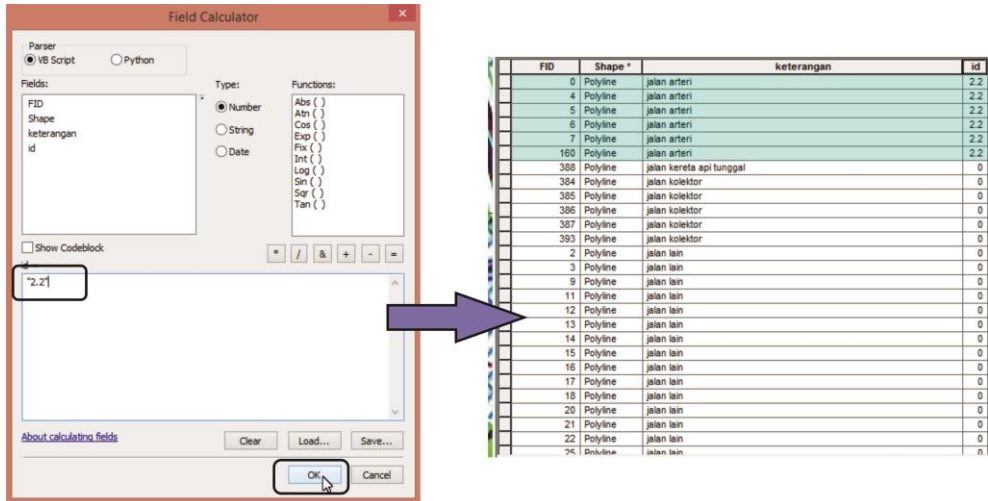 Field Calculator
Parser
VB Script Python
Fields: Type: Functions:
FID
Shape
keterangan
id
Number
String
Date
Abs ( )
Atn ( )
Cos ( )
Exp ( )
Fix ( )
Int ( )
Log ( )
Sin ( )
Sqr ( )
Tan ( )
Show Codeblock
* / & + - =
id =
"2.2"
About calculating fields Clear Load... Save...
OK Cancel
FID Shape * keterangan id
0 Polyline jalan arteri 2.2
4 Polyline jalan arteri 2.2
5 Polyline jalan arteri 2.2
6 Polyline jalan arteri 2.2
7 Polyline jalan arteri 2.2
160 Polyline jalan arteri 2.2
388 Polyline jalan kereta api tunggal 0
384 Polyline jalan kolektor 0
385 Polyline jalan kolektor 0
386 Polyline jalan kolektor 0
387 Polyline jalan kolektor 0
393 Polyline jalan kolektor 0
2 Polyline jalan lain 0
3 Polyline jalan lain 0
9 Polyline jalan lain 0
11 Polyline jalan lain 0
12 Polyline jalan lain 0
13 Polyline jalan lain 0
14 Polyline jalan lain 0
15 Polyline jalan lain 0
16 Polyline jalan lain 0
17 Polyline jalan lain 0
18 Polyline jalan lain 0
20 Polyline jalan lain 0
21 Polyline jalan lain 0
22 Polyline jalan lain 0
25 Polyline jalan lain 0